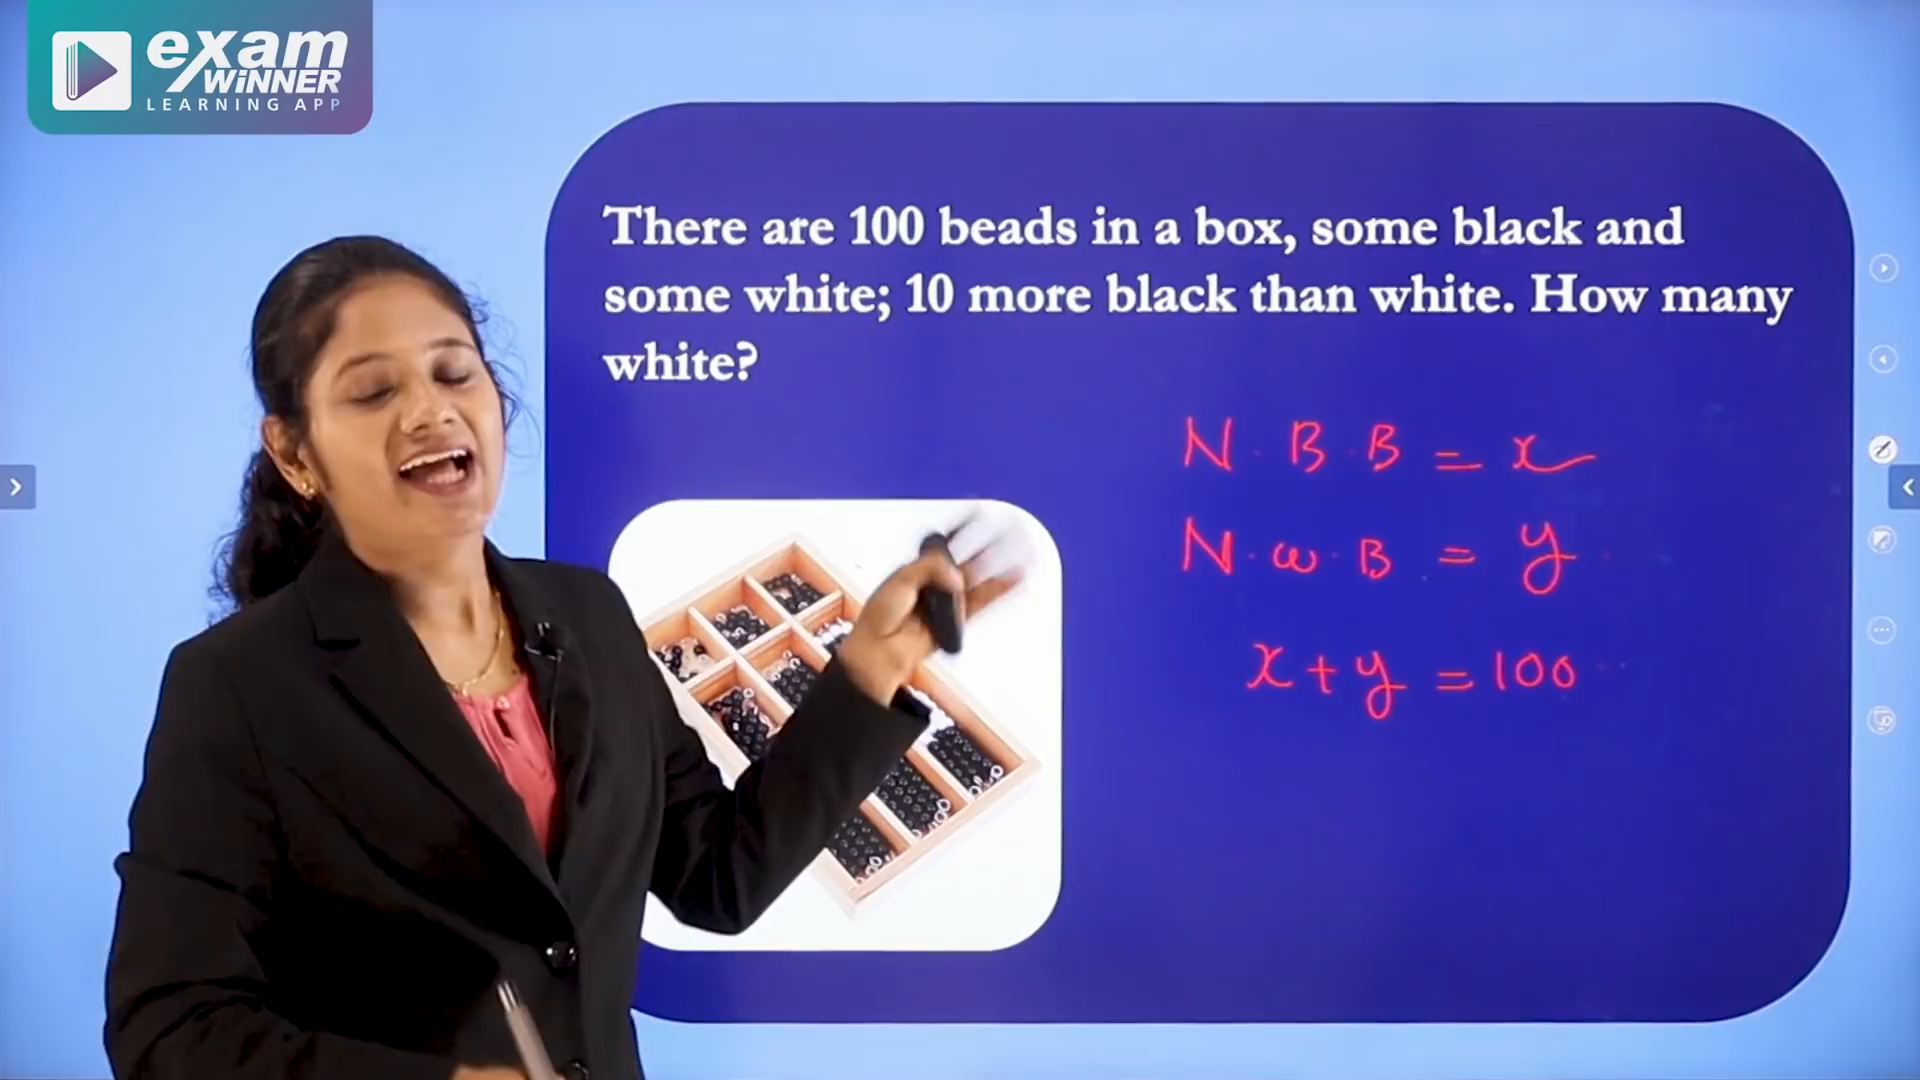 exam
WiNNER
LEARNING APP
There are 100 beads in a box, some black and
some white; 10 more black than white. How many
white?
N . B . B = x
N . w . B = y
x + y = 100